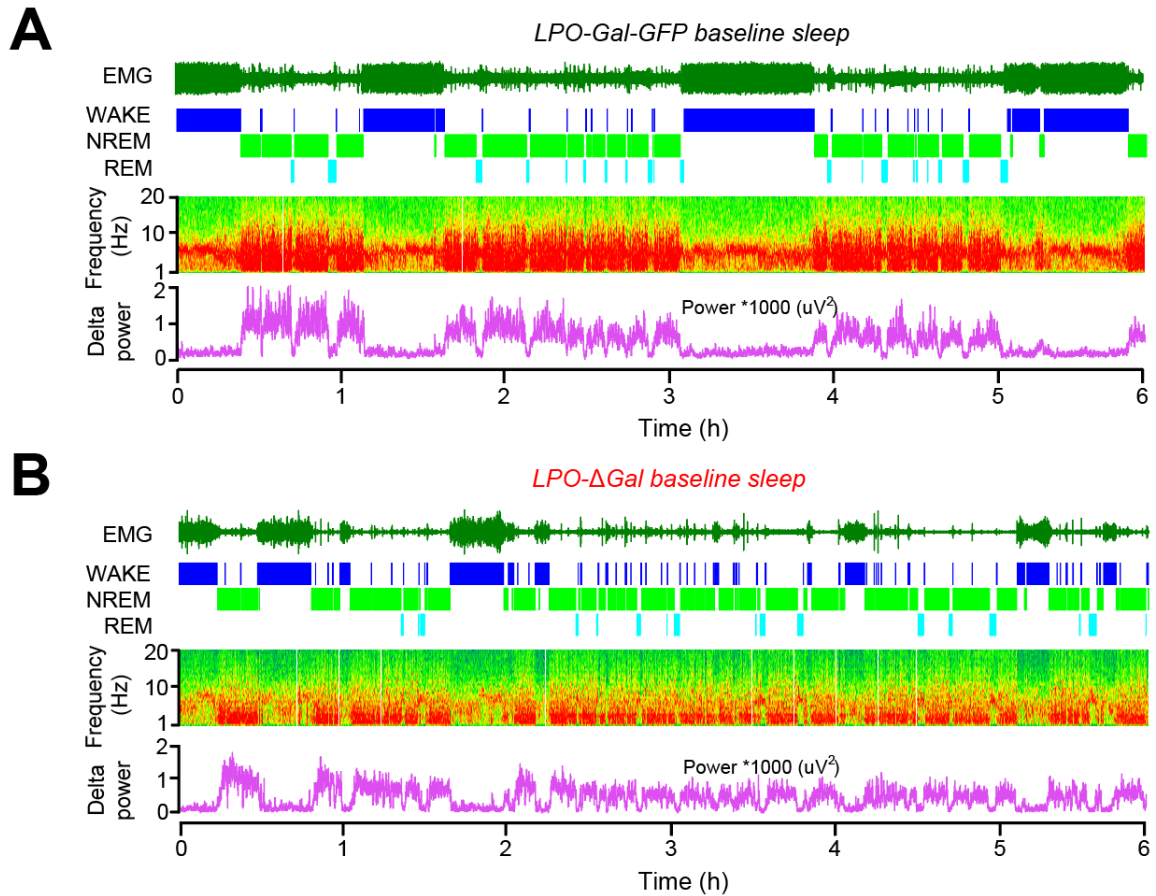 A
LPO-Gal-GFP baseline sleep
EMG
WAKE
NREM
REM
Frequency
(Hz)
20
10
1
Delta
power
2
1
0
Power *1000 (uV²)
0 1 2 3 4 5 6
Time (h)
B
LPO-ΔGal baseline sleep
EMG
WAKE
NREM
REM
Frequency
(Hz)
20
10
1
Delta
power
2
1
0
Power *1000 (uV²)
0 1 2 3 4 5 6
Time (h)